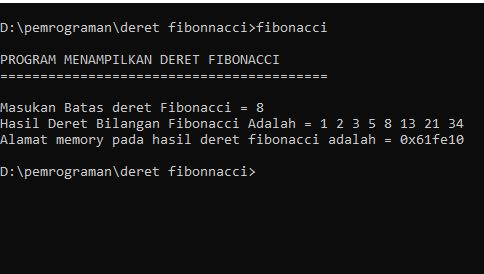 D:\pemrograman\deret fibonnacci>fibonacci
PROGRAM MENAMPILKAN DERET FIBONACCI
=========================================
Masukan Batas deret Fibonacci = 8
Hasil Deret Bilangan Fibonacci Adalah = 1 2 3 5 8 13 21 34
Alamat memory pada hasil deret fibonacci adalah = 0x61fe10
D:\pemrograman\deret fibonnacci>